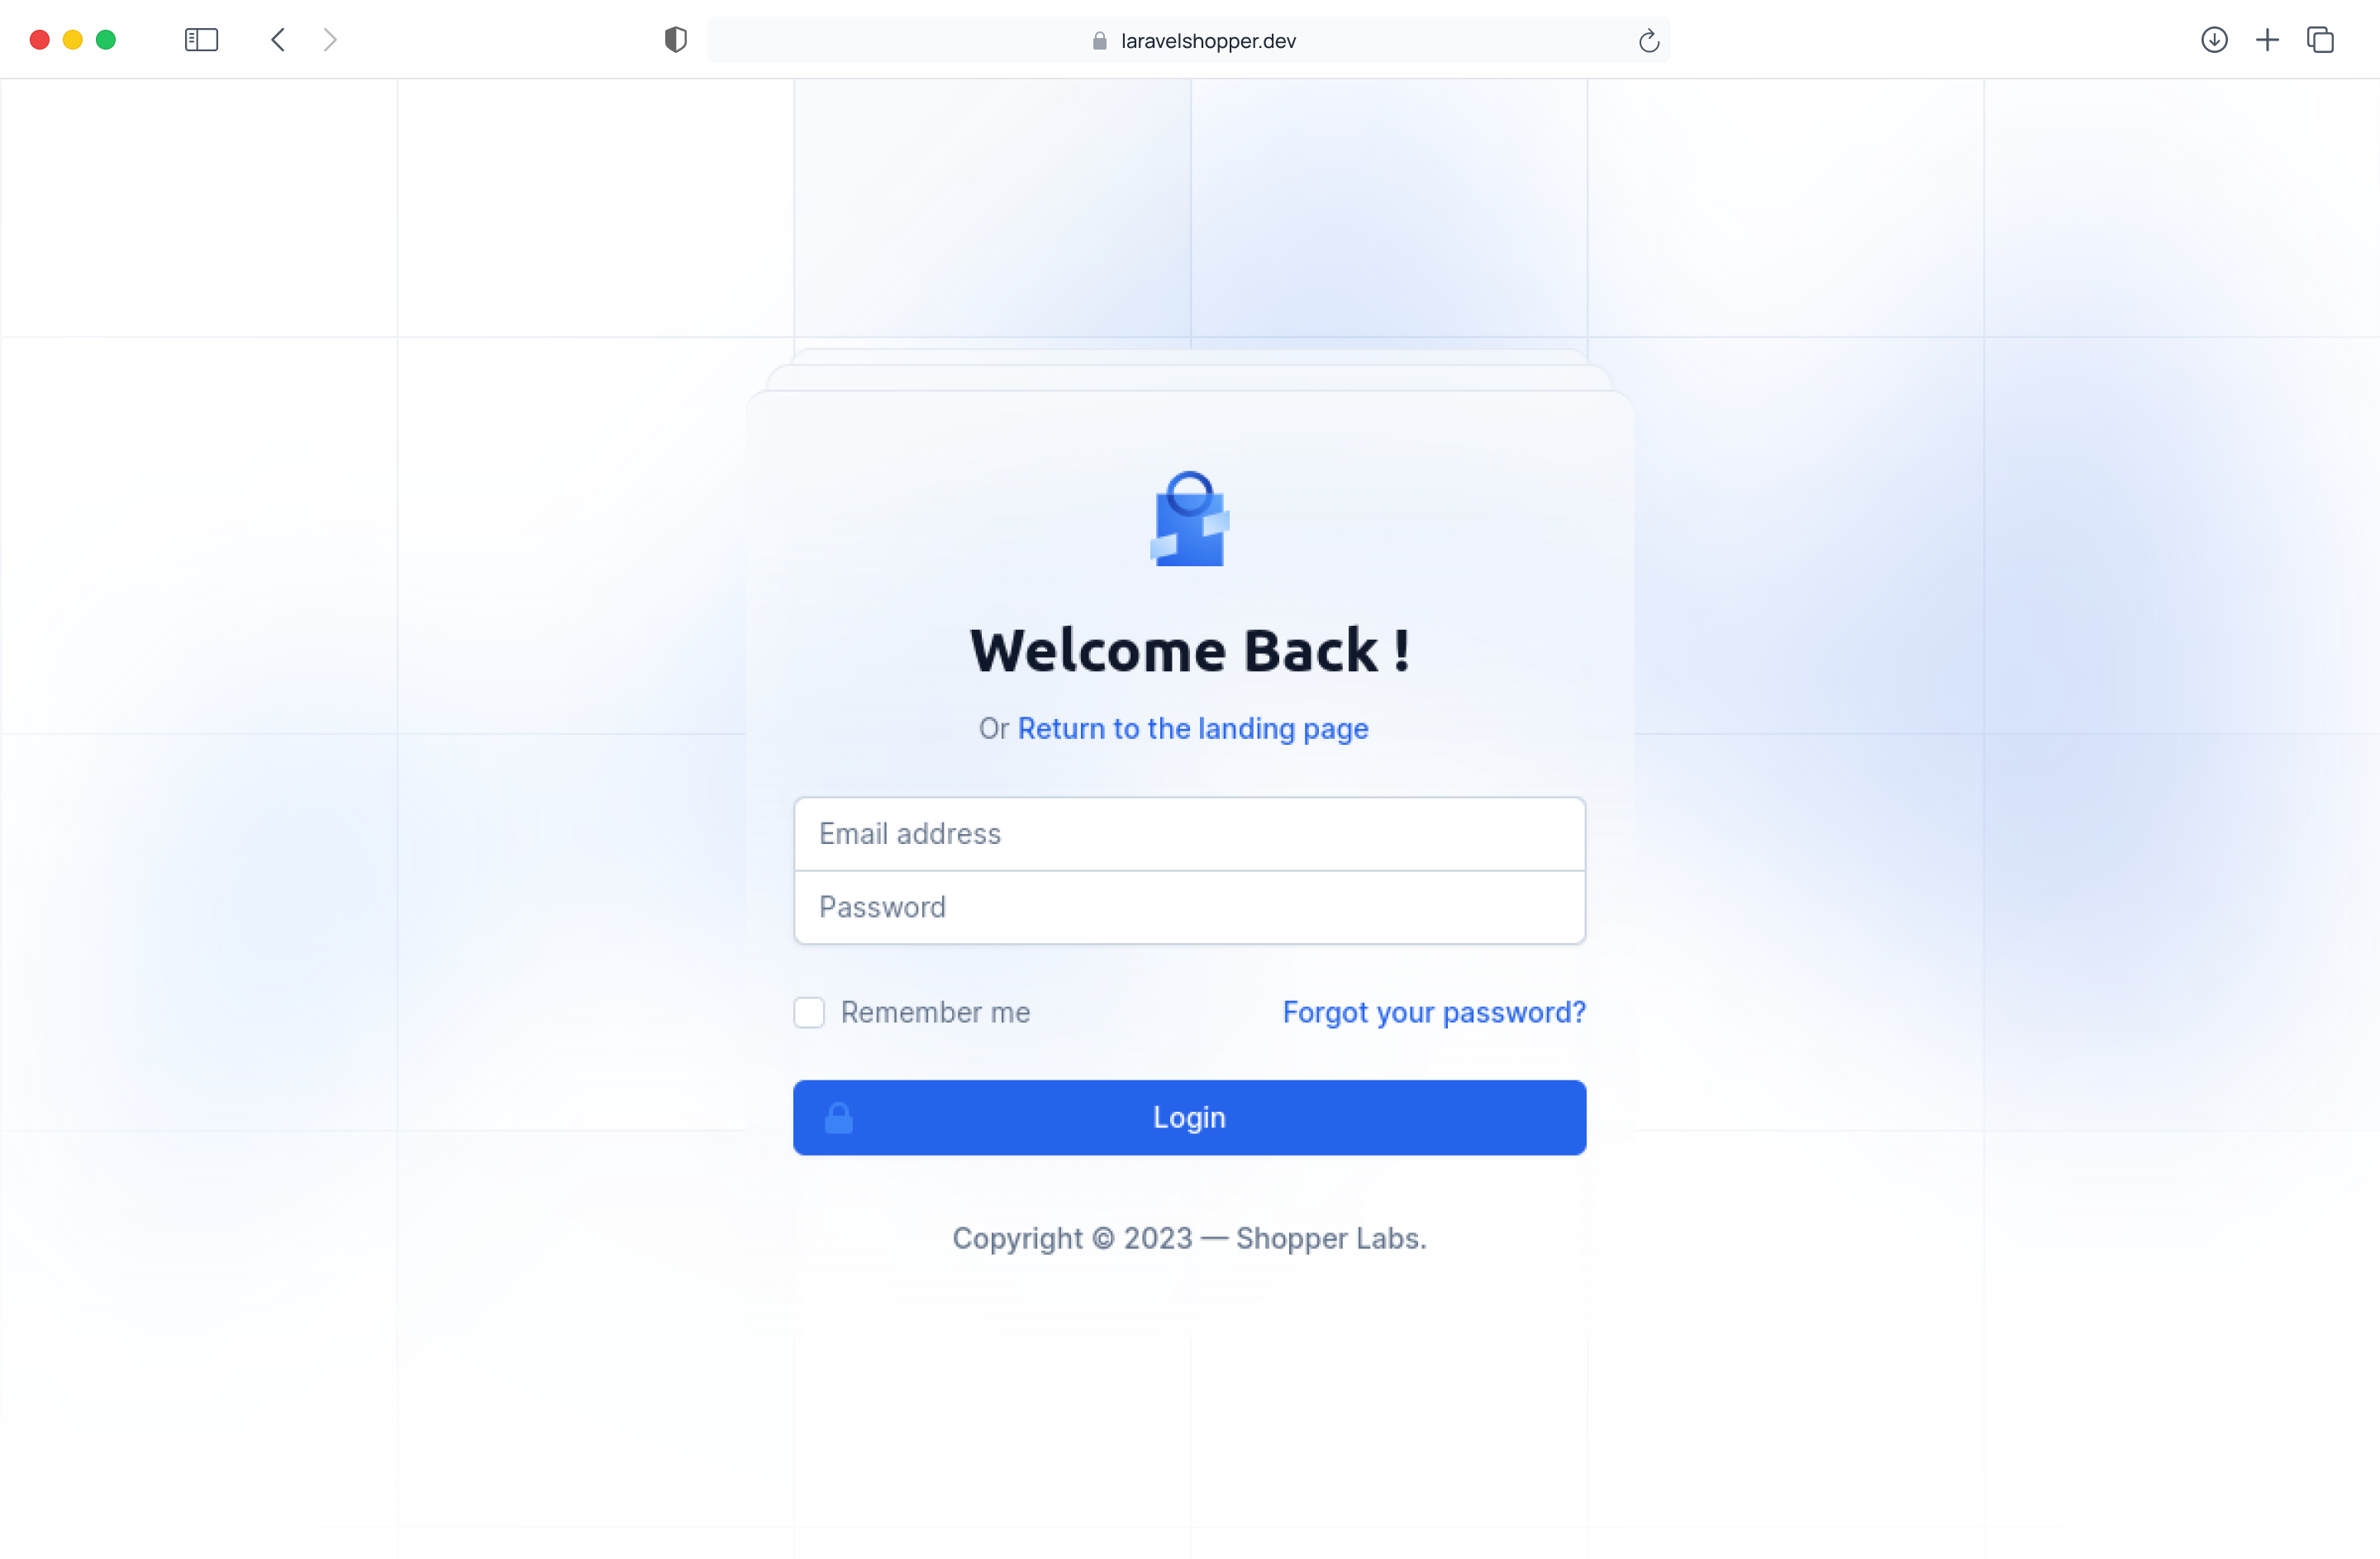 laravelshopper.dev
Welcome Back !
Or Return to the landing page
Email address
Password
Remember me
Forgot your password?
Login
Copyright © 2023 — Shopper Labs.